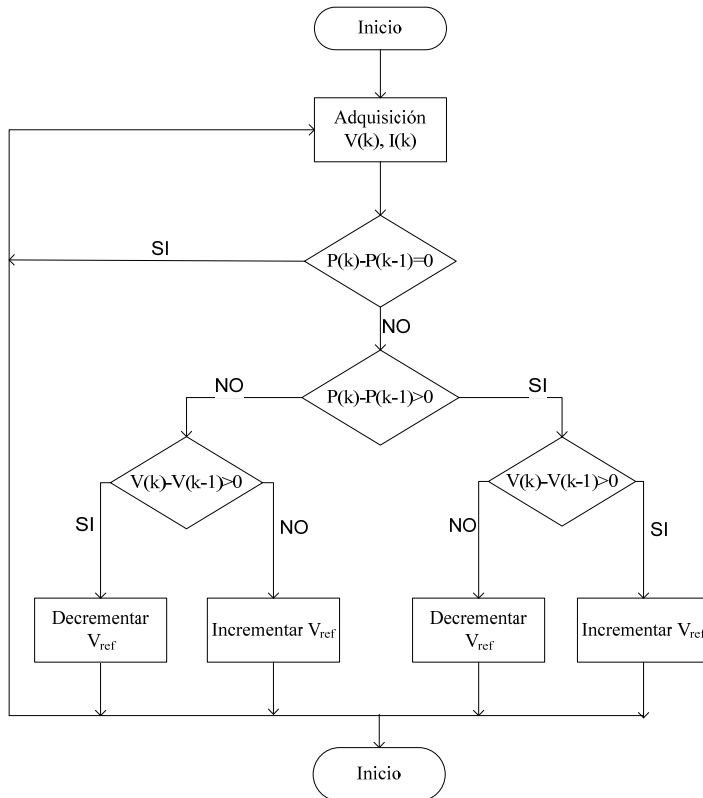 Inicio
Adquisición
V(k), I(k)
SI
P(k)-P(k-1)=0
NO
NO
P(k)-P(k-1)>0
SI
V(k)-V(k-1)>0
V(k)-V(k-1)>0
SI
NO
NO
SI
Decrementar
Vref
Incrementar Vref
Decrementar
Vref
Incrementar Vref
Inicio